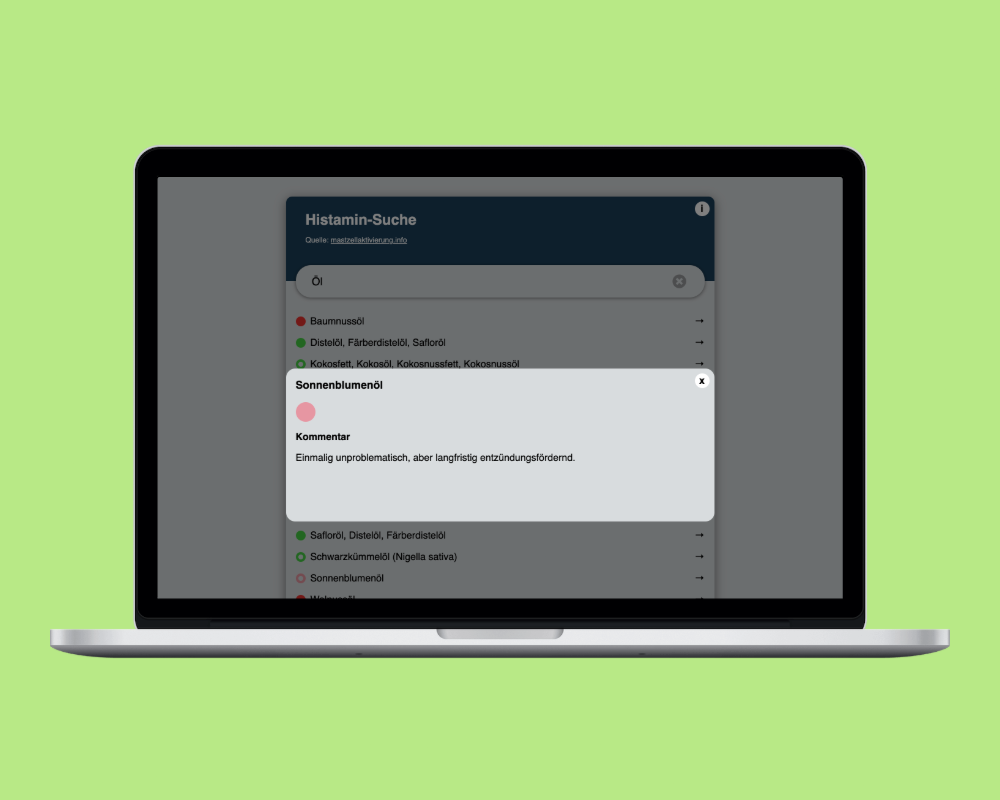 Histamin-Suche
i
Quelle: mastzellaktivierung.info
Öl
Baumnussöl →
Distelöl, Färberdistelöl, Safloröl →
Kokosfett, Kokosöl, Kokosnussfett, Kokosnussöl →
Sonnenblumenöl
x
Kommentar
Einmalig unproblematisch, aber langfristig entzündungsfördernd.
Safloröl, Distelöl, Färberdistelöl →
Schwarzkümmelöl (Nigella sativa) →
Sonnenblumenöl →
Walnussöl